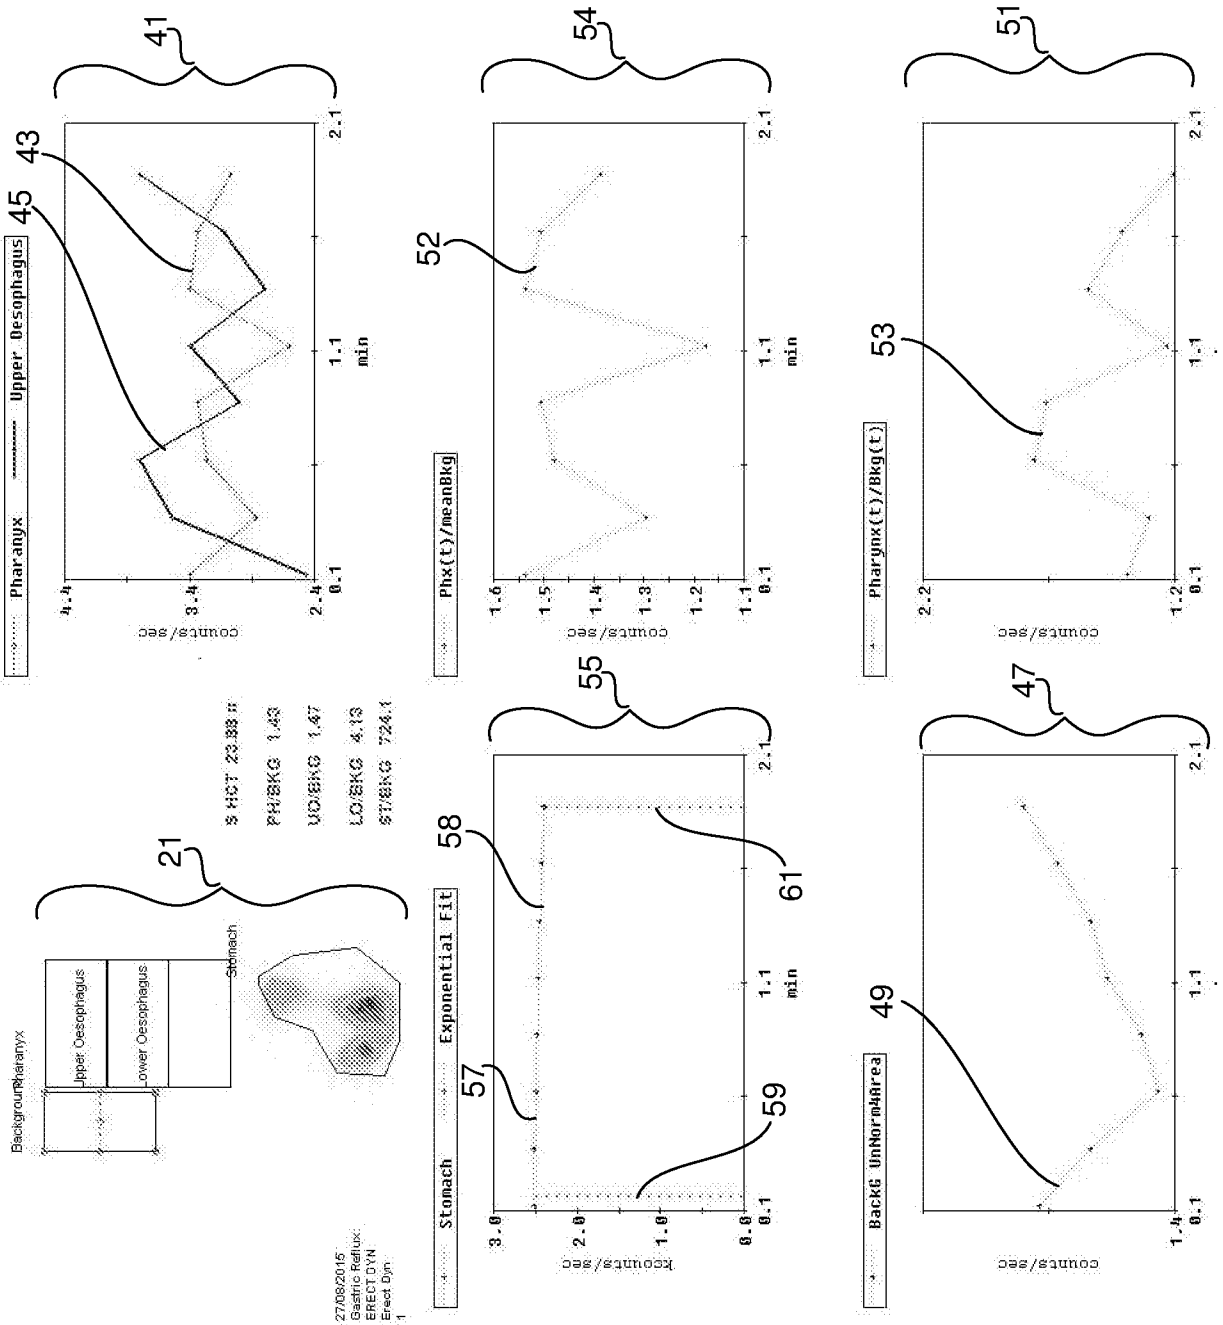 Backgroun Pharanyx
Jpper Oesophagus
.ower Oesophagus
Stomach
21
27/08/2015
Gastric Reflux:
ERECT DYN
Erect Dyn
1
S HCT 23.88 m
PH/BKG 1.43
UO/BKG 1.47
LO/BKG 4.13
ST/BKG 724.1
Pharanyx Upper Oesophagus
4.4
3.4
2.4
counts/sec
0.1 1.1 2.1
min
45
43
41
Stomach Exponential Fit
3.0
2.0
1.0
0.0
kcounts/sec
0.1 1.1 2.1
min
57
58
59
61
55
Phx(t)/meanBkg
1.6
1.5
1.4
1.3
1.2
1.1
counts/sec
0.1 1.1 2.1
min
52
54
BackG UnNorm4Area
1.4
counts/sec
0.1 1.1 2.1
49
47
Pharynx(t)/Bkg(t)
2.2
1.2
counts/sec
0.1 1.1 2.1
53
51